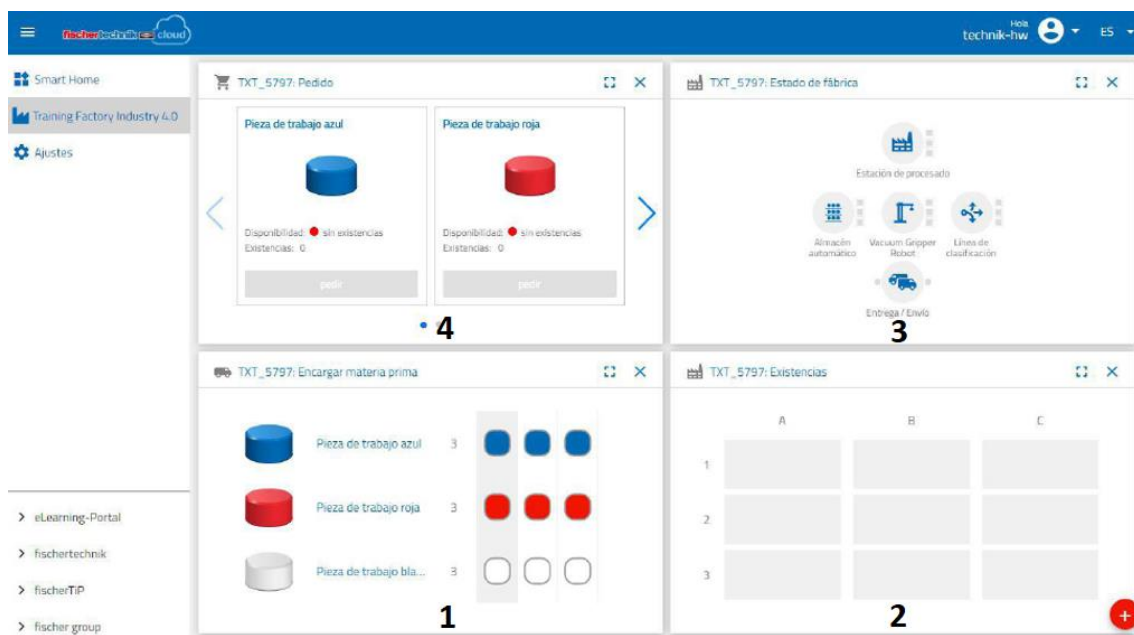 fischertechnik cloud
Hola
technik-hw
ES
Smart Home
Training Factory Industry 4.0
Ajustes
TXT_5797: Pedido
Pieza de trabajo azul
Pieza de trabajo roja
Disponibilidad: sin existencias
Disponibilidad: sin existencias
Existencias: 0
Existencias: 0
pedir
pedir
4
TXT_5797: Estado de fábrica
Estación de procesado
Almacén automático
Vacuum Gripper Robot
Línea de clasificación
Entrega / Envío
3
TXT_5797: Encargar materia prima
Pieza de trabajo azul 3
Pieza de trabajo roja 3
Pieza de trabajo bla... 3
1
TXT_5797: Existencias
A B C
1
2
3
2
+
eLearning-Portal
fischertechnik
fischerTiP
fischer group